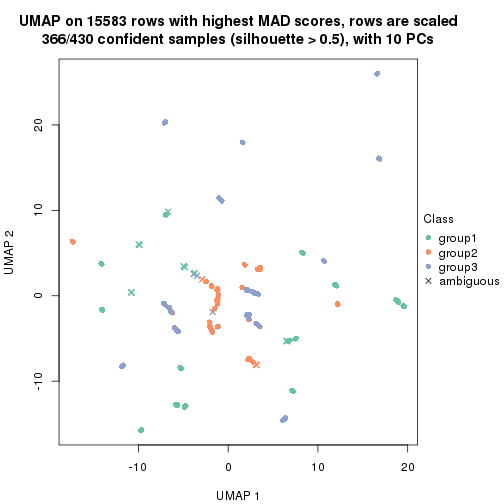 UMAP on 15583 rows with highest MAD scores, rows are scaled
366/430 confident samples (silhouette > 0.5), with 10 PCs
20
10
0
-10
UMAP 2
-10
0
10
20
UMAP 1
Class
group1
group2
group3
ambiguous